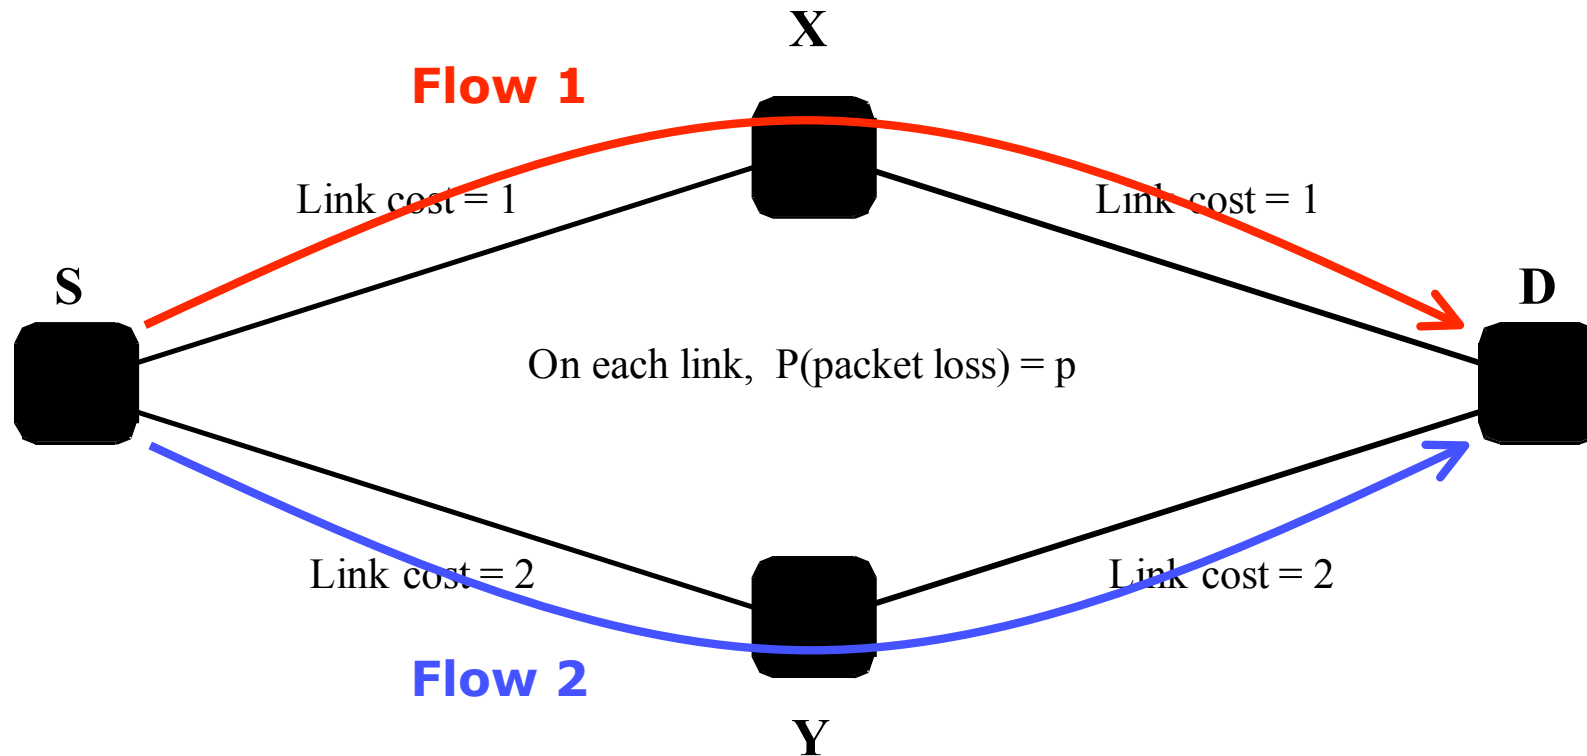 X
Flow 1
Link cost = 1
Link cost = 1
S
D
On each link, P(packet loss) = p
Link cost = 2
Link cost = 2
Flow 2
Y